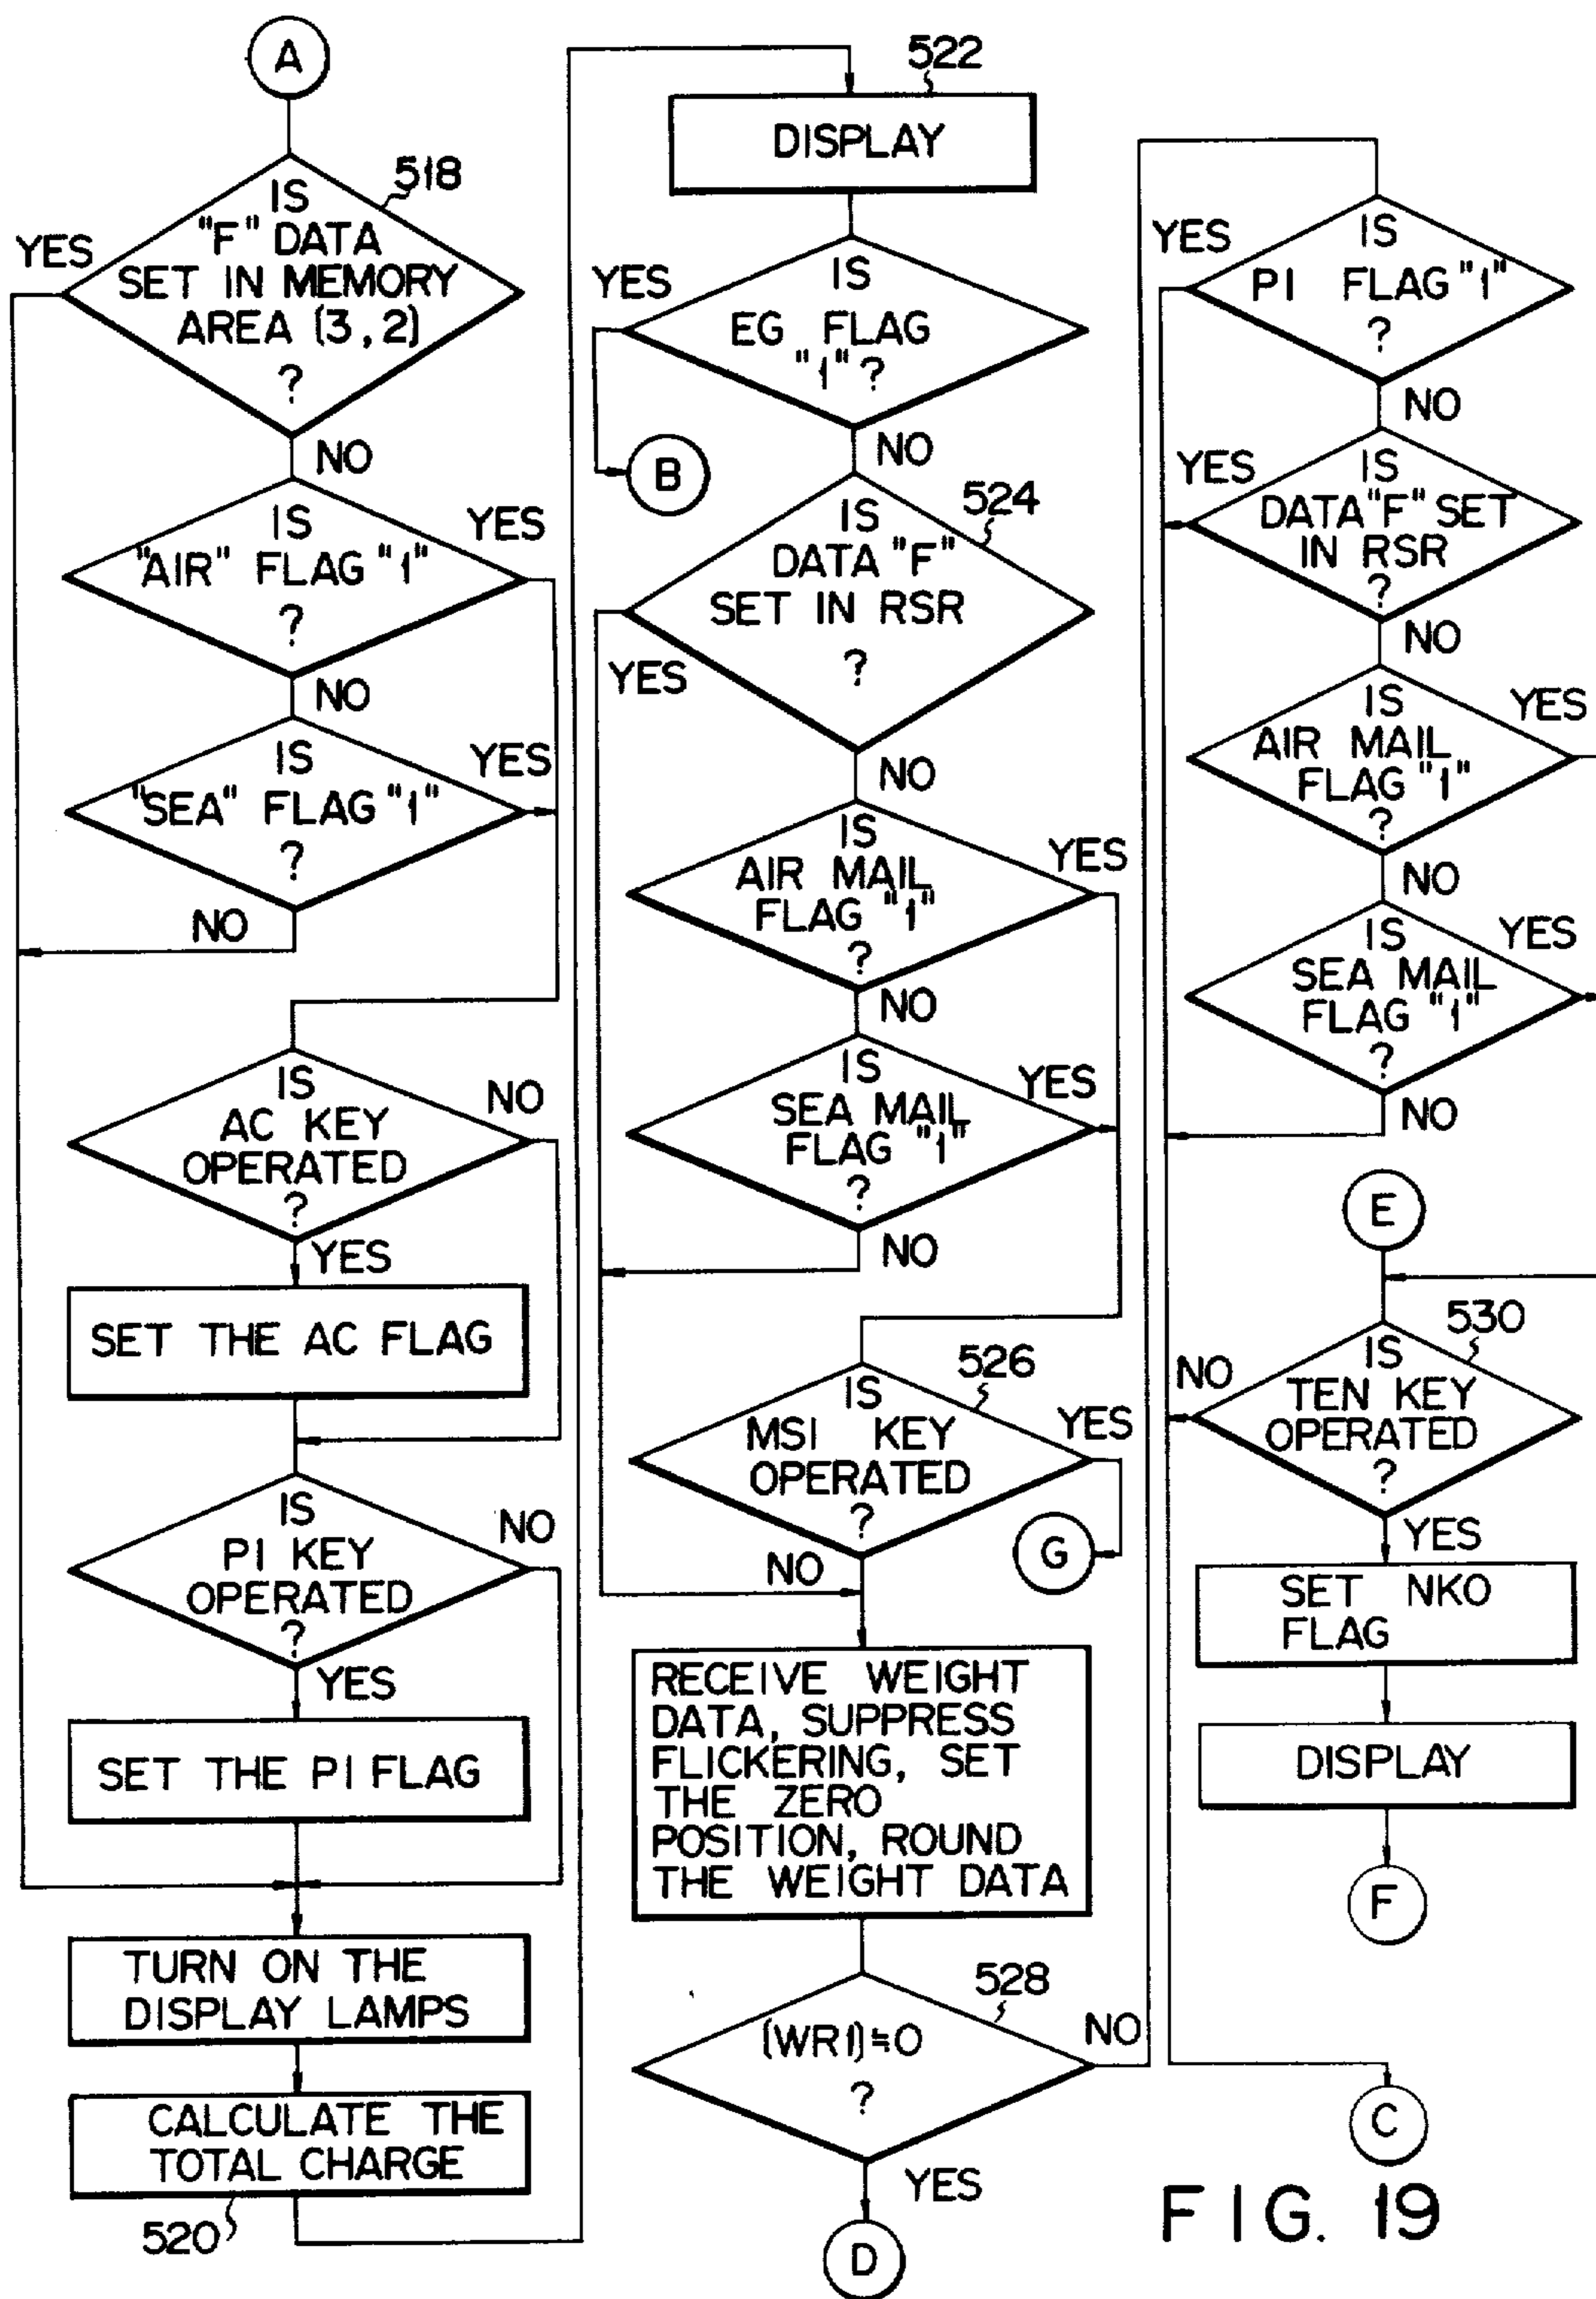 A
518
IS
"F" DATA
SET IN MEMORY
AREA (3,2)
?
YES
NO
IS
"AIR" FLAG "1"
?
YES
NO
IS
"SEA" FLAG "1"
?
YES
NO
IS
AC KEY
OPERATED
?
NO
YES
SET THE AC FLAG
IS
PI KEY
OPERATED
?
NO
YES
SET THE PI FLAG
TURN ON THE
DISPLAY LAMPS
CALCULATE THE
TOTAL CHARGE
520
522
DISPLAY
IS
EG FLAG
"1" ?
YES
B
NO
524
IS
DATA "F"
SET IN RSR
?
YES
NO
IS
AIR MAIL
FLAG "1"
?
YES
NO
IS
SEA MAIL
FLAG "1"
?
YES
NO
526
IS
MSI KEY
OPERATED
?
YES
G
NO
RECEIVE WEIGHT
DATA, SUPPRESS
FLICKERING, SET
THE ZERO
POSITION, ROUND
THE WEIGHT DATA
528
(WR1)≒0
?
NO
YES
D
IS
PI FLAG "1"
?
YES
NO
IS
DATA "F" SET
IN RSR
?
YES
NO
IS
AIR MAIL
FLAG "1"
?
YES
NO
IS
SEA MAIL
FLAG "1"
?
YES
NO
E
530
IS
TEN KEY
OPERATED
?
NO
YES
SET NKO
FLAG
DISPLAY
F
C
FIG. 19